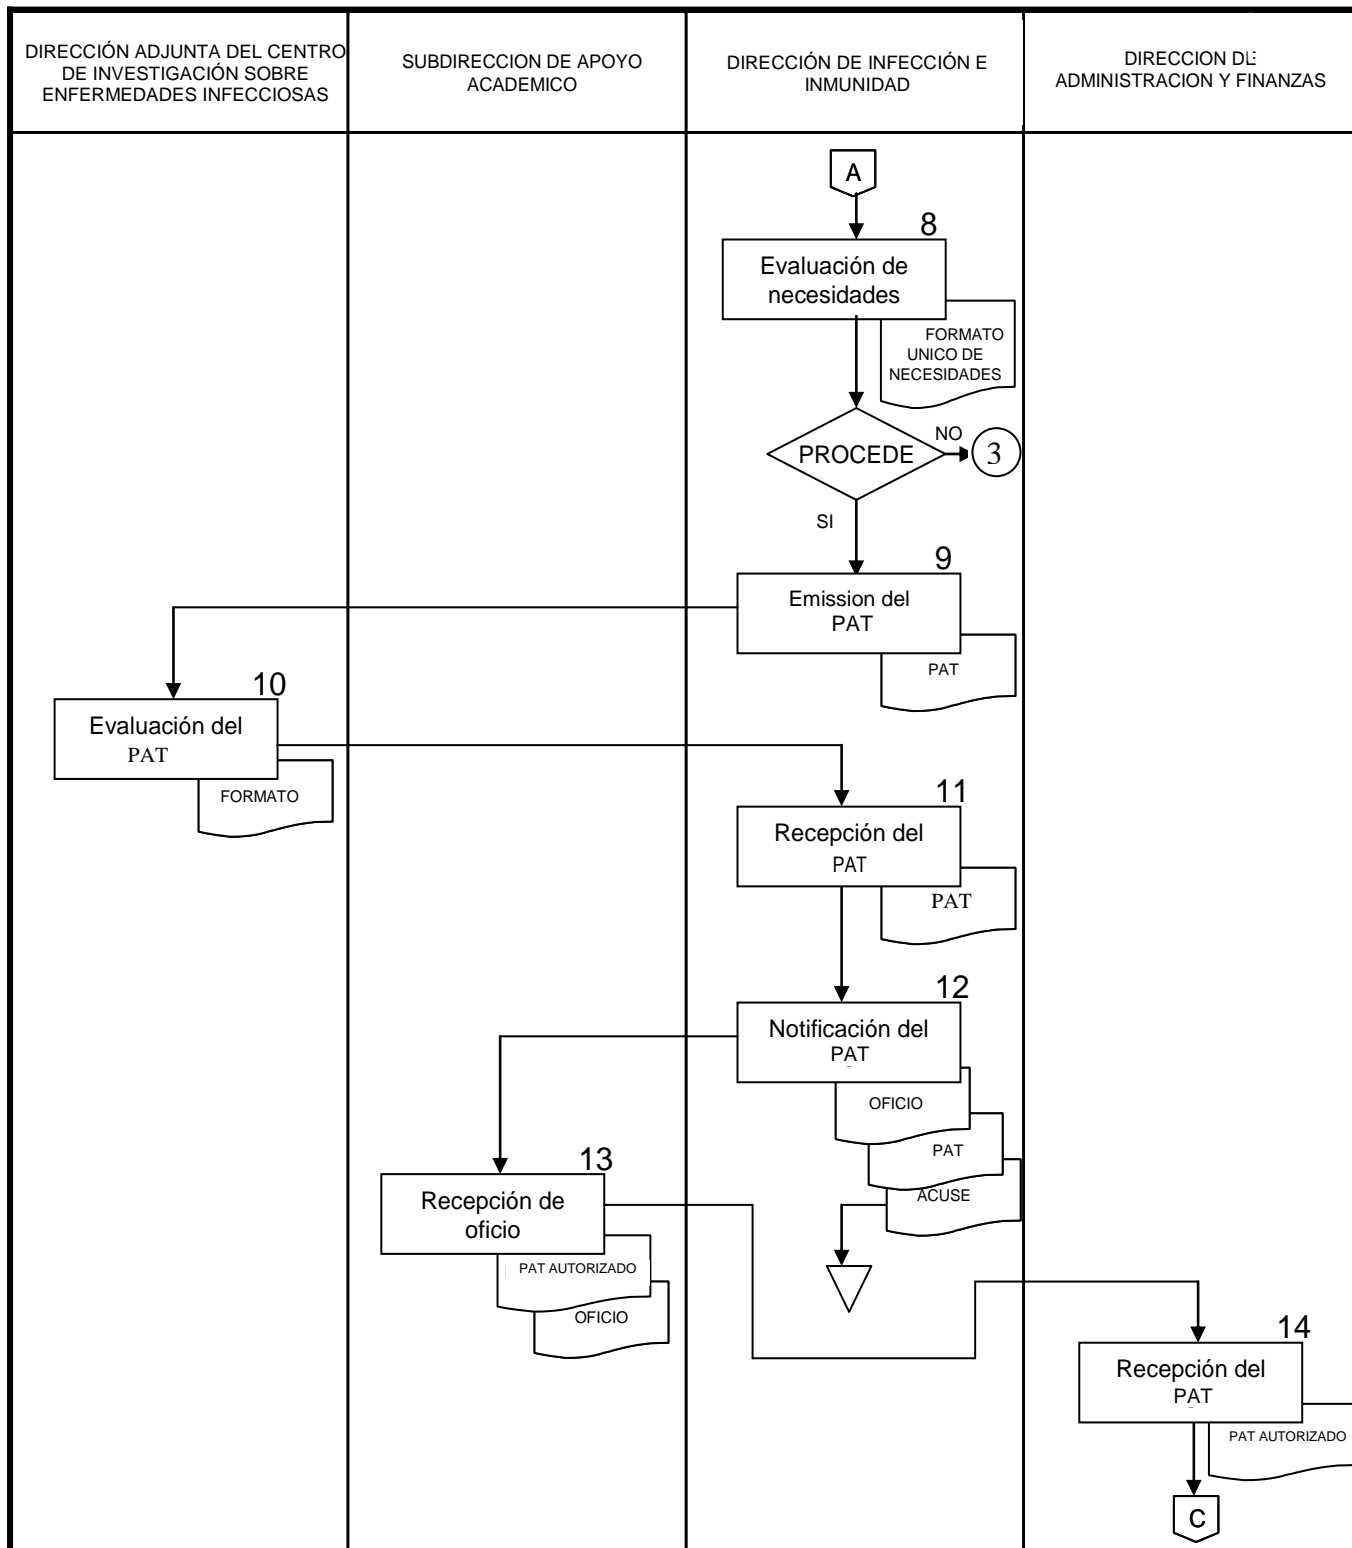 DIRECCIÓN ADJUNTA DEL CENTRO
DE INVESTIGACIÓN SOBRE
ENFERMEDADES INFECCIOSAS
SUBDIRECCION DE APOYO
ACADEMICO
DIRECCIÓN DE INFECCIÓN E
INMUNIDAD
DIRECCION DE
ADMINISTRACION Y FINANZAS
A
8
Evaluación de
necesidades
FORMATO
UNICO DE
NECESIDADES
PROCEDE
NO
3
SI
9
Emission del
PAT
PAT
10
Evaluación del
PAT
FORMATO
11
Recepción del
PAT
PAT
12
Notificación del
PAT
OFICIO
PAT
ACUSE
13
Recepción de
oficio
PAT AUTORIZADO
OFICIO
14
Recepción del
PAT
PAT AUTORIZADO
C